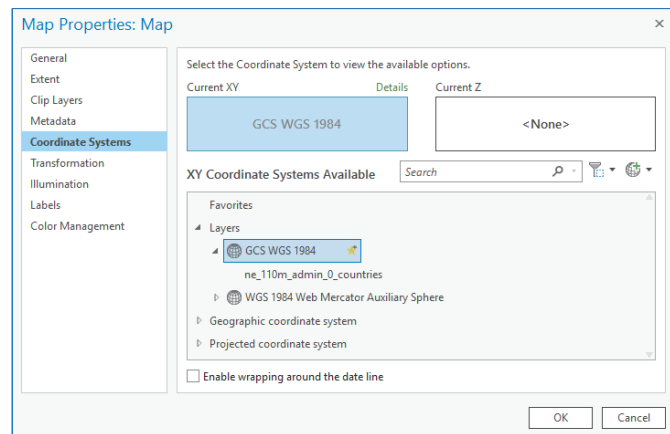 Map Properties: Map
General
Extent
Clip Layers
Metadata
Coordinate Systems
Transformation
Illumination
Labels
Color Management
Select the Coordinate System to view the available options.
Current XY Details Current Z
GCS WGS 1984 <None>
XY Coordinate Systems Available Search
Favorites
Layers
GCS WGS 1984
ne_110m_admin_0_countries
WGS 1984 Web Mercator Auxiliary Sphere
Geographic coordinate system
Projected coordinate system
Enable wrapping around the date line
OK Cancel